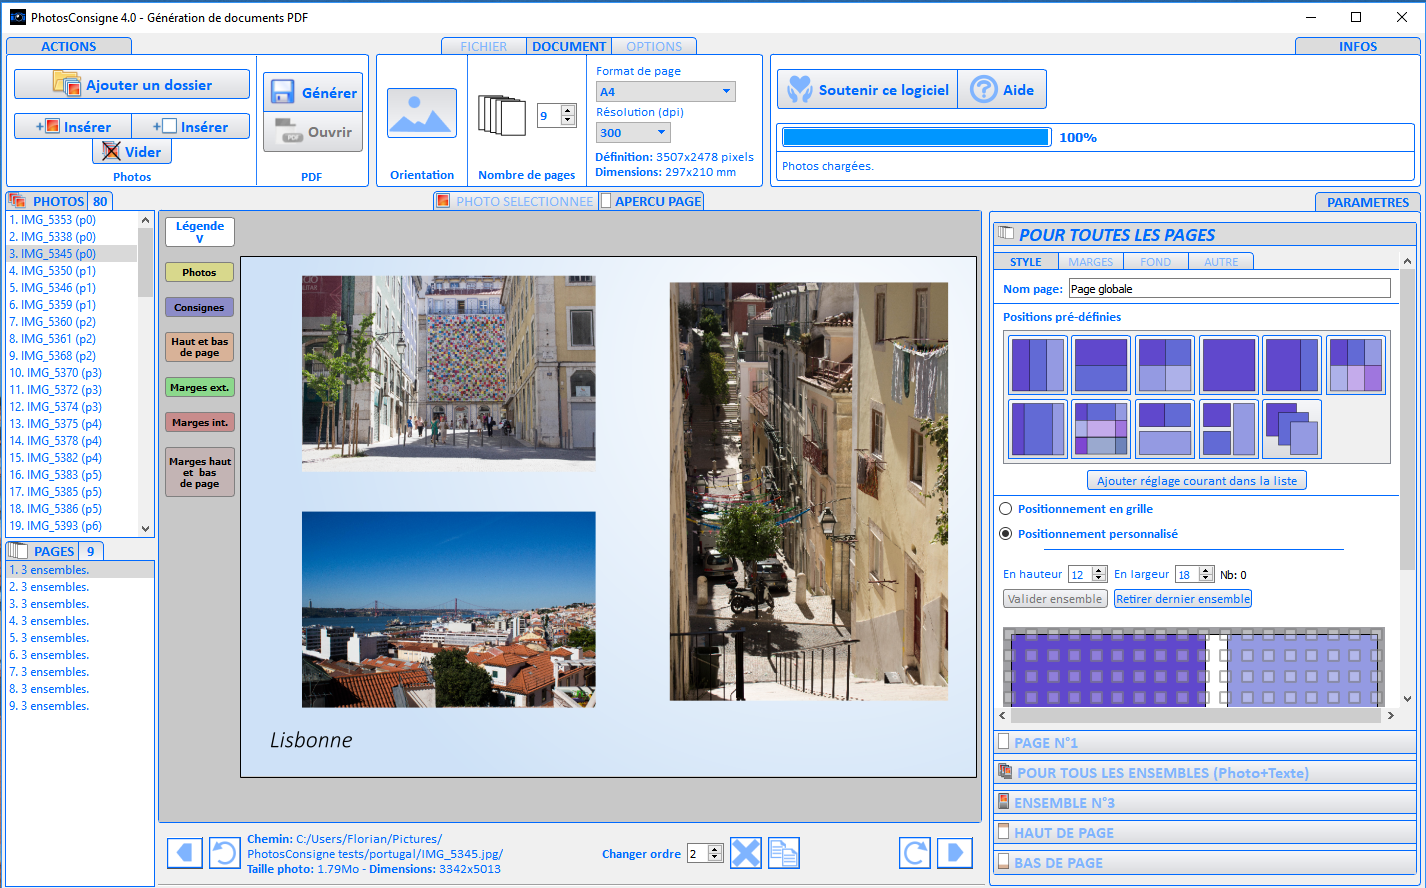 PhotosConsigne 4.0 - Génération de documents PDF
ACTIONS
FICHIER
DOCUMENT
OPTIONS
INFOS
Ajouter un dossier
+ Insérer
+ Insérer
Vider
Photos
Générer
PDF
Ouvrir
PDF
Orientation
9
Nombre de pages
Format de page
A4
Résolution (dpi)
300
Définition: 3507x2478 pixels
Dimensions: 297x210 mm
Soutenir ce logiciel
? Aide
100%
Photos chargées.
PHOTOS 80
1. IMG_5353 (p0)
2. IMG_5338 (p0)
3. IMG_5345 (p0)
4. IMG_5350 (p1)
5. IMG_5346 (p1)
6. IMG_5359 (p1)
7. IMG_5360 (p2)
8. IMG_5361 (p2)
9. IMG_5368 (p2)
10. IMG_5370 (p3)
11. IMG_5372 (p3)
12. IMG_5374 (p3)
13. IMG_5375 (p4)
14. IMG_5378 (p4)
15. IMG_5382 (p4)
16. IMG_5383 (p5)
17. IMG_5385 (p5)
18. IMG_5386 (p5)
19. IMG_5393 (p6)
PAGES 9
1. 3 ensembles.
2. 3 ensembles.
3. 3 ensembles.
4. 3 ensembles.
5. 3 ensembles.
6. 3 ensembles.
7. 3 ensembles.
8. 3 ensembles.
9. 3 ensembles.
PHOTO SELECTIONNEE
APERCU PAGE
Légende
V
Photos
Consignes
Haut et bas
de page
Marges ext.
Marges int.
Marges haut
et bas
de page
Lisbonne
Chemin: C:/Users/Florian/Pictures/
PhotosConsigne tests/portugal/IMG_5345.jpg/
Taille photo: 1.79Mo - Dimensions: 3342x5013
Changer ordre 2
PARAMETRES
POUR TOUTES LES PAGES
STYLE
MARGES
FOND
AUTRE
Nom page: Page globale
Positions pré-définies
Ajouter réglage courant dans la liste
Positionnement en grille
Positionnement personnalisé
En hauteur 12 En largeur 18 Nb: 0
Valider ensemble
Retirer dernier ensemble
PAGE N°1
POUR TOUS LES ENSEMBLES (Photo+Texte)
ENSEMBLE N°3
HAUT DE PAGE
BAS DE PAGE